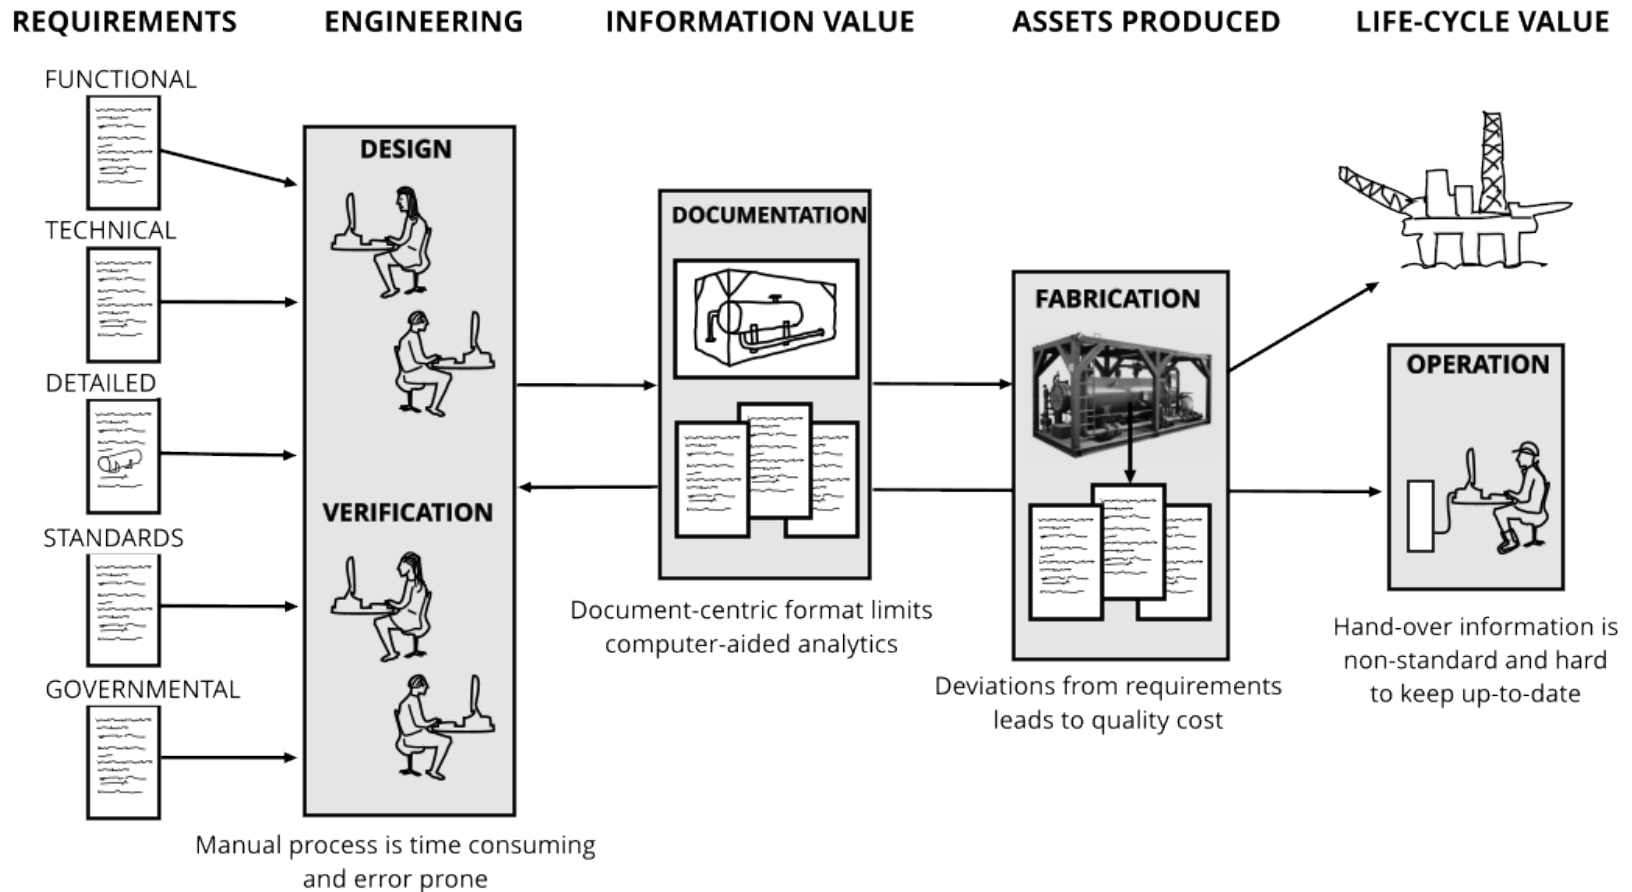 REQUIREMENTS
ENGINEERING
INFORMATION VALUE
ASSETS PRODUCED
LIFE-CYCLE VALUE
FUNCTIONAL
TECHNICAL
DETAILED
STANDARDS
GOVERNMENTAL
DESIGN
VERIFICATION
Manual process is time consuming
and error prone
DOCUMENTATION
Document-centric format limits
computer-aided analytics
FABRICATION
Deviations from requirements
leads to quality cost
OPERATION
Hand-over information is
non-standard and hard
to keep up-to-date